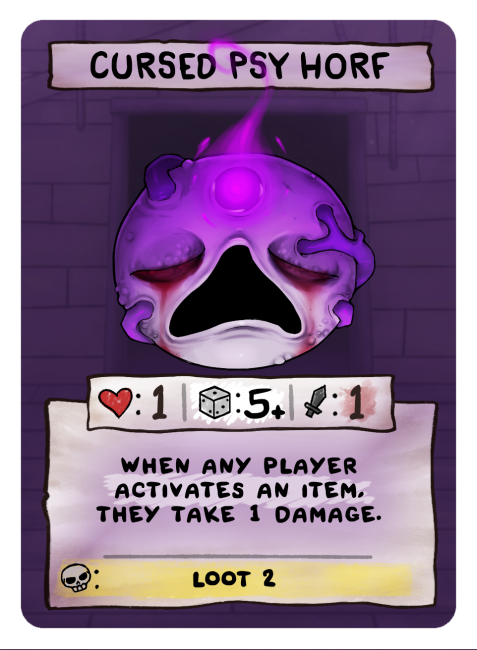 CURSED PSY HORF
:1 :5+ :1
WHEN ANY PLAYER
ACTIVATES AN ITEM,
THEY TAKE 1 DAMAGE.
: LOOT 2